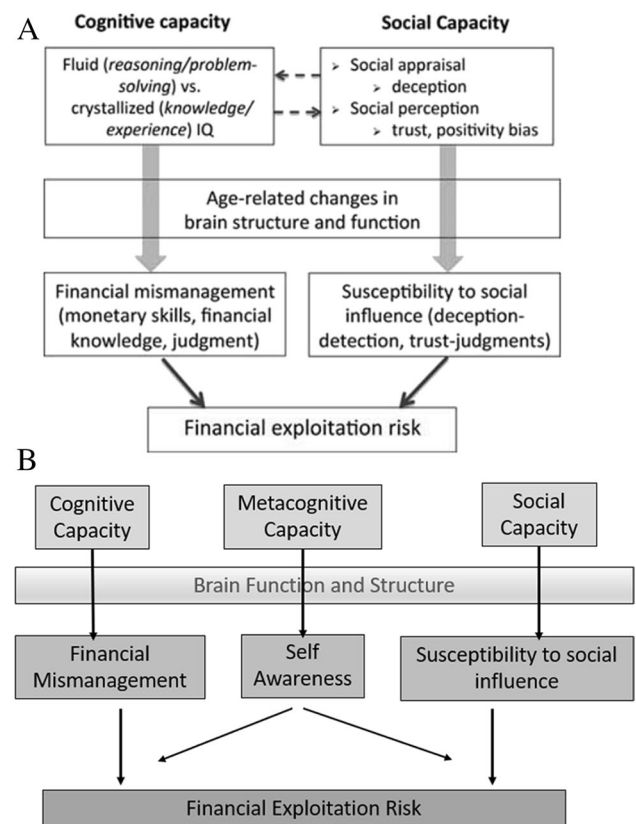 A
Cognitive capacity
Social Capacity
Fluid (reasoning/problem-
solving) vs.
crystallized (knowledge/
experience) IQ
➢ Social appraisal
➢ deception
➢ Social perception
➢ trust, positivity bias
Age-related changes in
brain structure and function
Financial mismanagement
(monetary skills, financial
knowledge, judgment)
Susceptibility to social
influence (deception-
detection, trust-judgments)
Financial exploitation risk
B
Cognitive
Capacity
Metacognitive
Capacity
Social
Capacity
Brain Function and Structure
Financial
Mismanagement
Self
Awareness
Susceptibility to social
influence
Financial Exploitation Risk